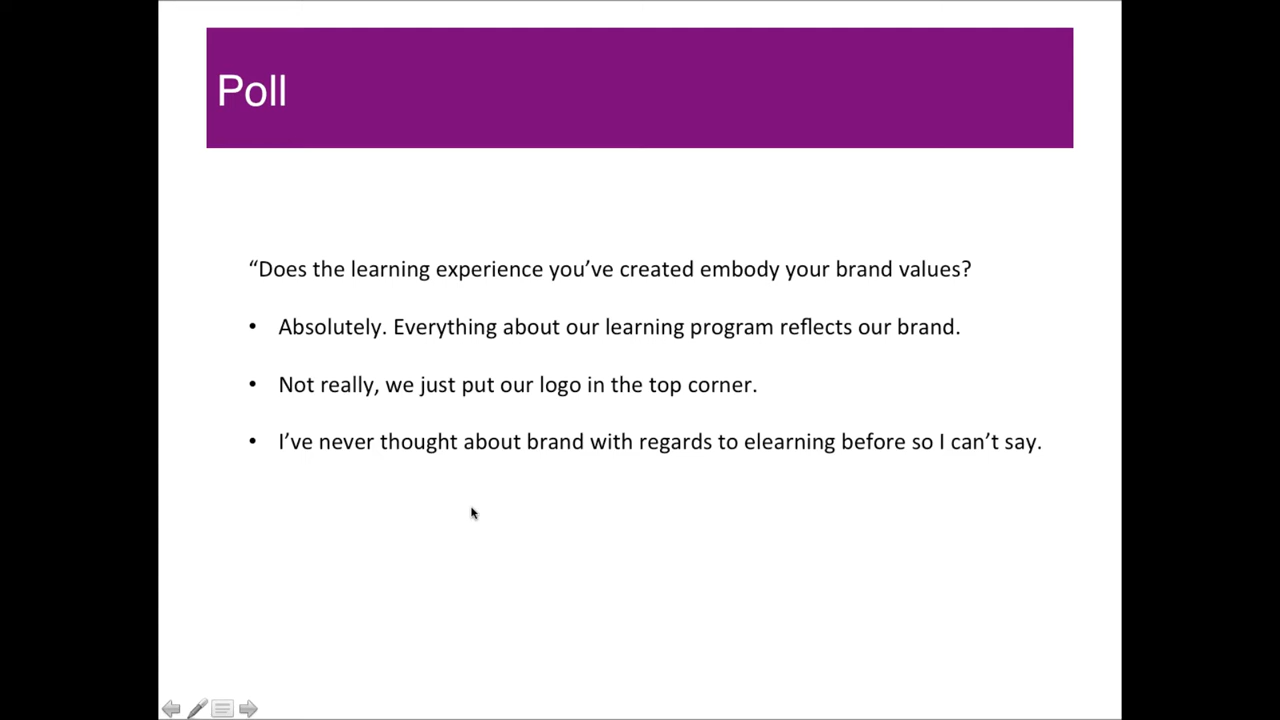 Poll
“Does the learning experience you’ve created embody your brand values?
• Absolutely. Everything about our learning program reflects our brand.
• Not really, we just put our logo in the top corner.
• I’ve never thought about brand with regards to elearning before so I can’t say.